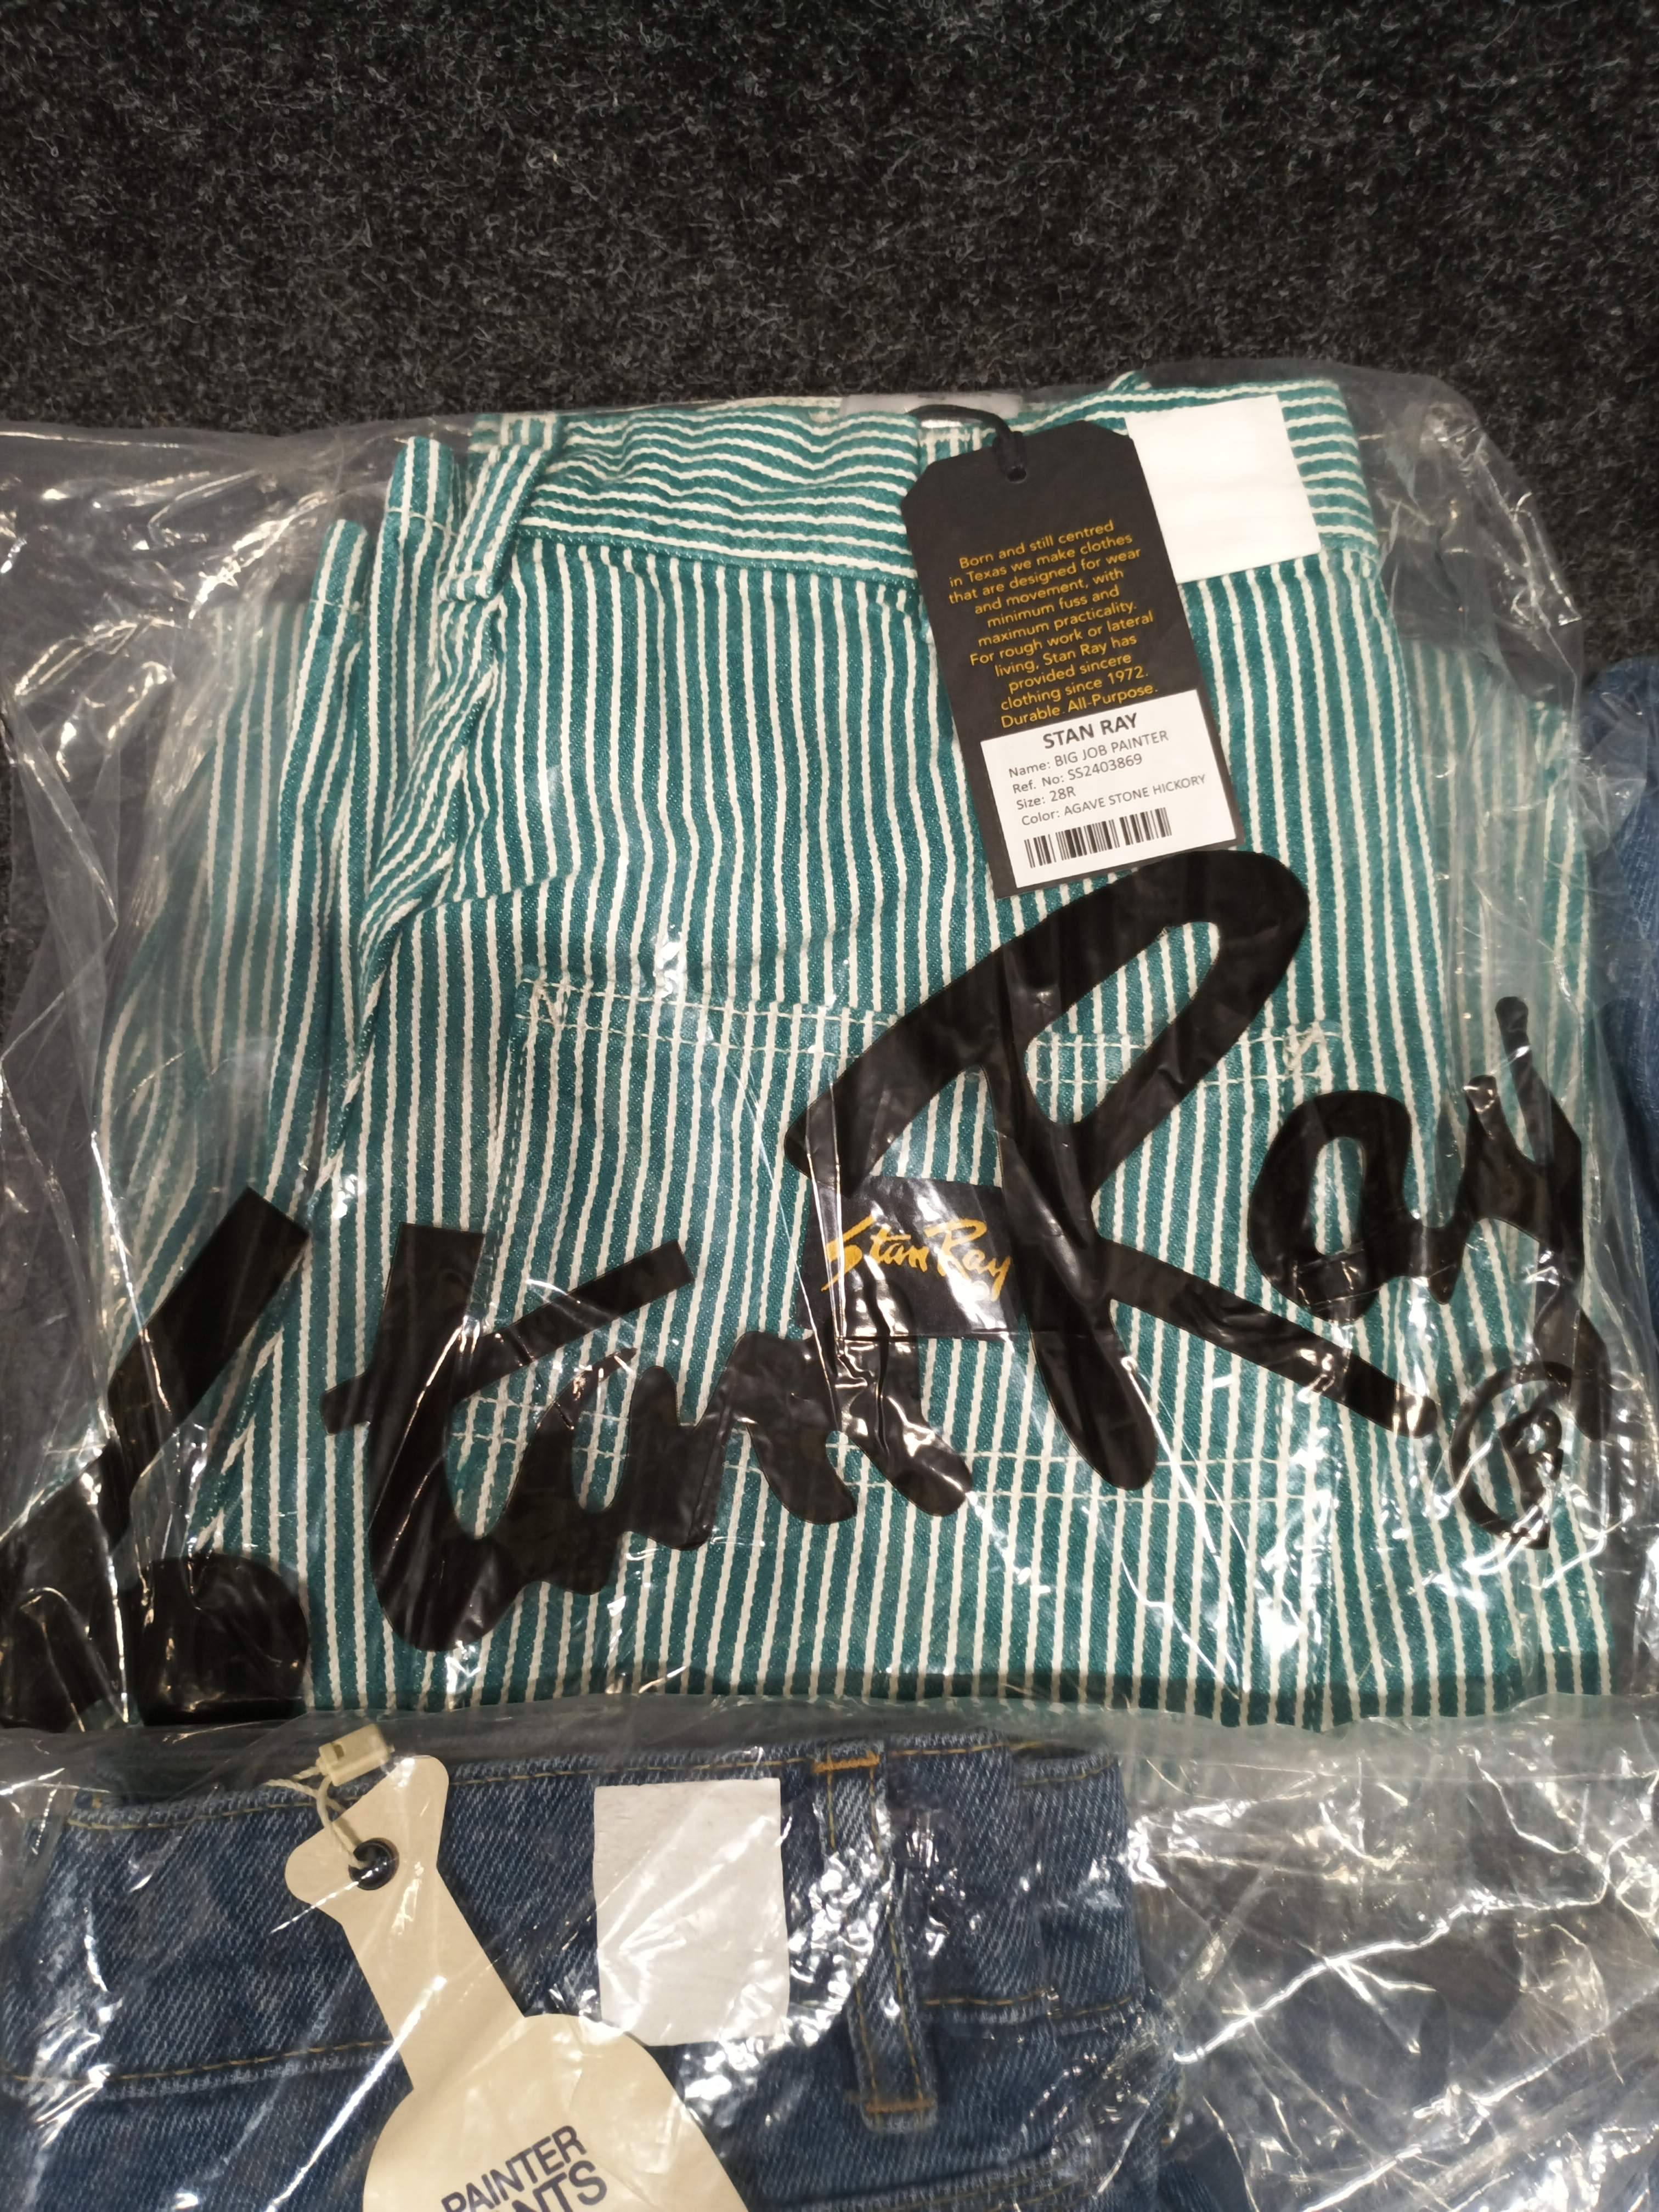 Born and still centred
in Texas we make clothes
that are designed for wear
and movement, with
minimum fuss and
maximum practicality.
For rough work or lateral
living, Stan Ray has
provided sincere
clothing since 1972.
Durable. All-Purpose.
STAN RAY
Name: BIG JOB PAINTER
Ref. No: SS2403869
Size: 28R
Color: AGAVE STONE HICKORY
Stan Ray
Stan Ray ®
PAINTER